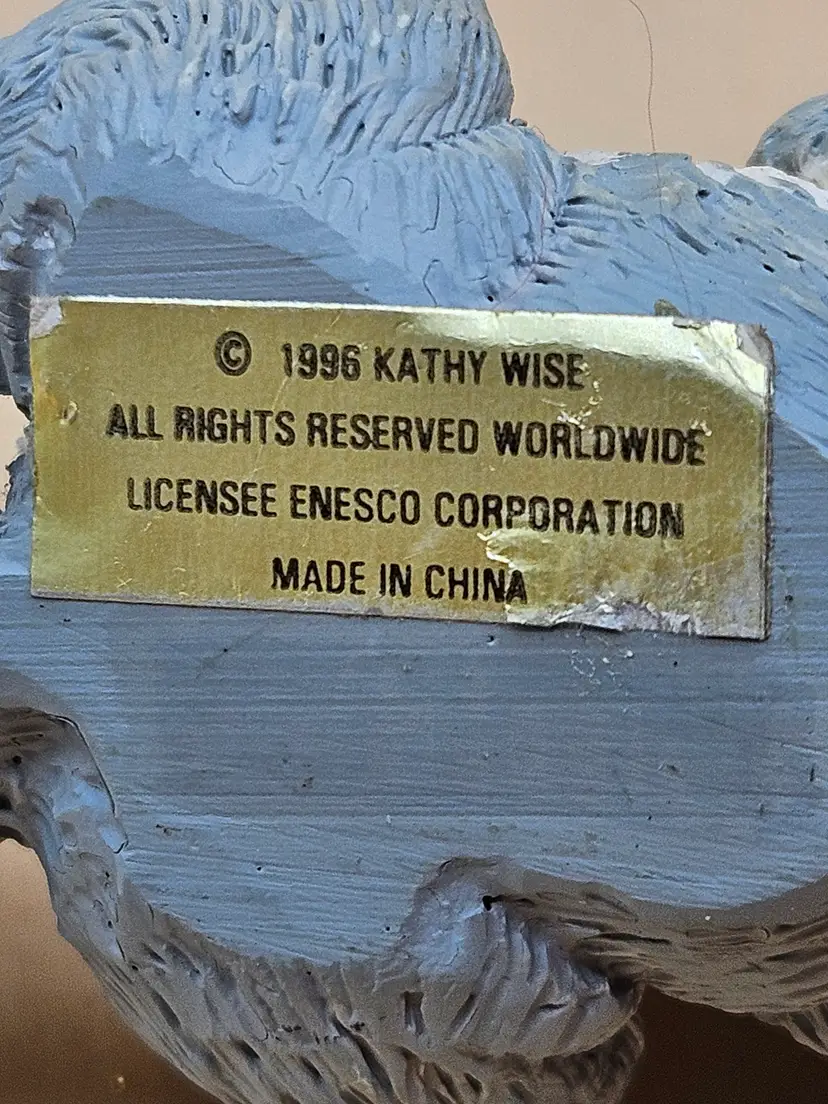 © 1996 KATHY WISE
ALL RIGHTS RESERVED WORLDWIDE
LICENSEE ENESCO CORPORATION
MADE IN CHINA